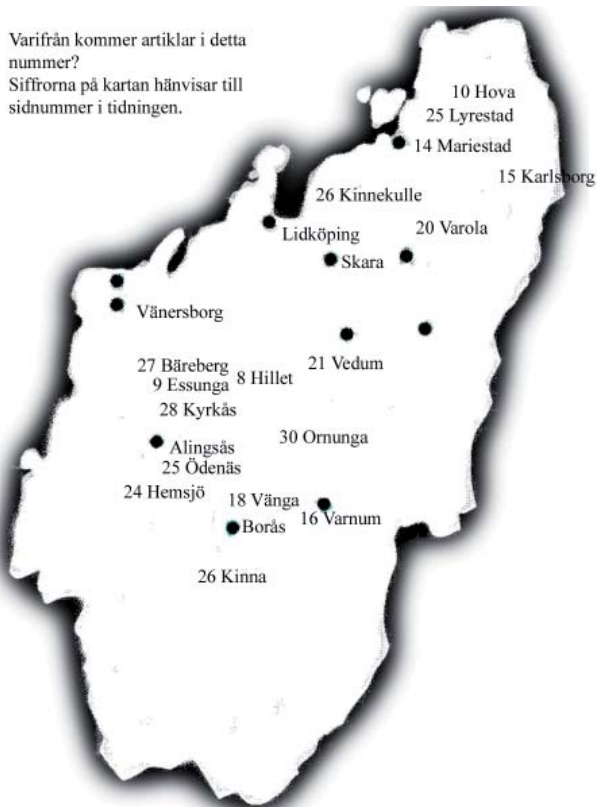 Varifrån kommer artiklar i detta
nummer?
Siffrorna på kartan hänvisar till
sidnummer i tidningen.
10 Hova
25 Lyrestad
14 Mariestad
15 Karlsborg
26 Kinnekulle
20 Varola
Lidköping
Skara
Vänersborg
21 Vedum
27 Bäreberg
8 Hillet
9 Essunga
28 Kyrkås
30 Ornunga
Alingsås
25 Ödenäs
24 Hemsjö
18 Vänga
16 Varnum
Borås
26 Kinna